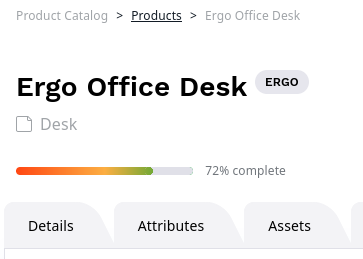 Product Catalog > Products > Ergo Office Desk
Ergo Office Desk ERGO
Desk
72% complete
Details Attributes Assets